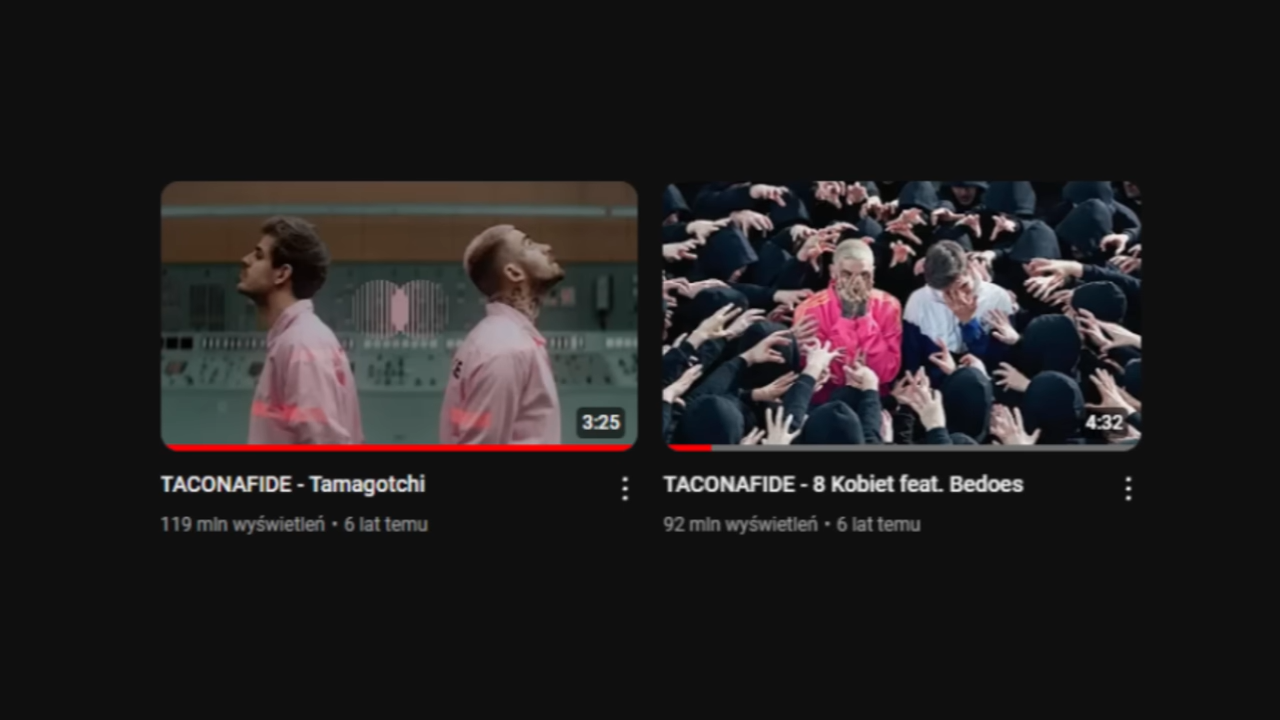 3:25
4:32
TACONAFIDE - Tamagotchi
119 mln wyświetleń • 6 lat temu
TACONAFIDE - 8 Kobiet feat. Bedoes
92 mln wyświetleń • 6 lat temu